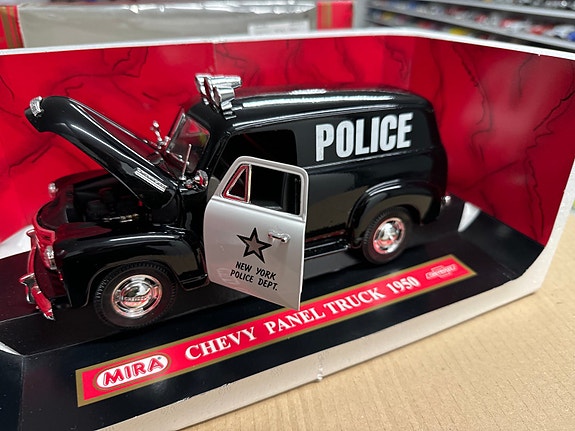 POLICE
NEW YORK
POLICE DEPT.
MIRA CHEVY PANEL TRUCK 1950